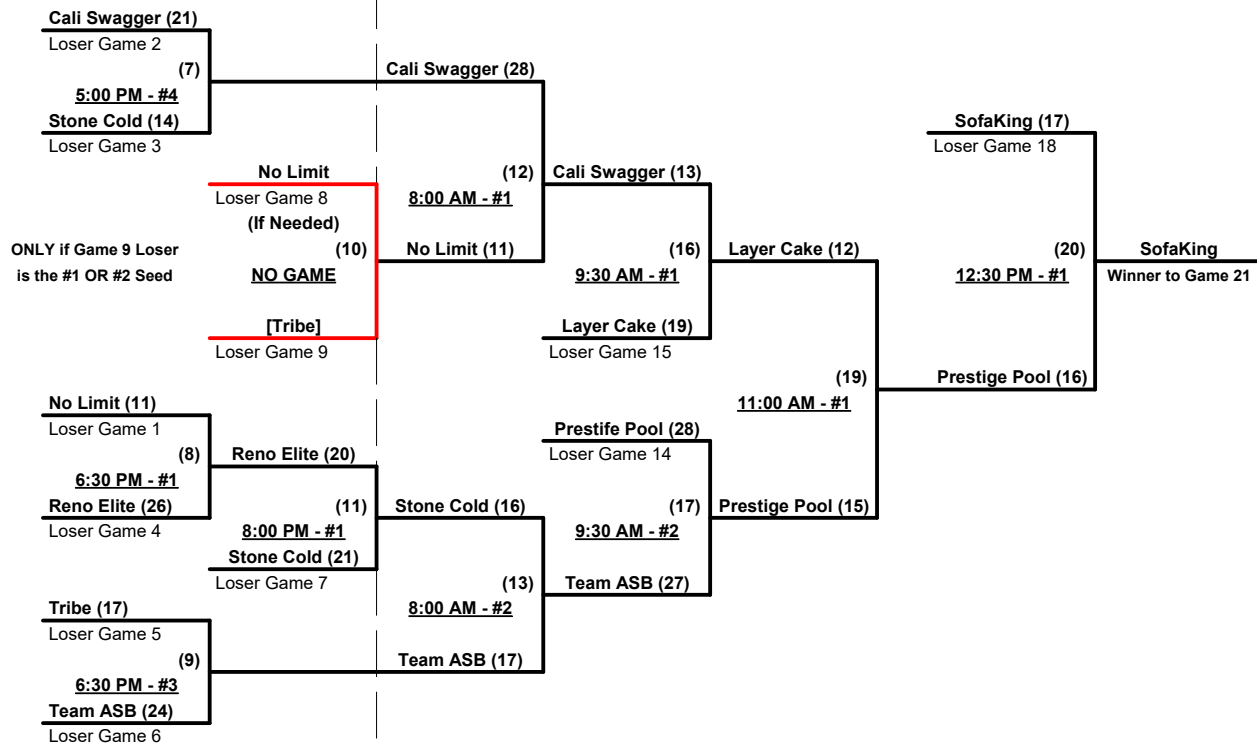 Cali Swagger (21)
Loser Game 2
(7)
5:00 PM - #4
Stone Cold (14)
Loser Game 3
Cali Swagger (28)
No Limit
Loser Game 8
(If Needed)
(10)
NO GAME
[Tribe]
Loser Game 9
ONLY if Game 9 Loser
is the #1 OR #2 Seed
(12)
8:00 AM - #1
No Limit (11)
Cali Swagger (13)
(16)
9:30 AM - #1
Layer Cake (19)
Loser Game 15
Layer Cake (12)
SofaKing (17)
Loser Game 18
(20)
12:30 PM - #1
SofaKing
Winner to Game 21
(19)
11:00 AM - #1
Prestige Pool (16)
No Limit (11)
Loser Game 1
(8)
6:30 PM - #1
Reno Elite (26)
Loser Game 4
Reno Elite (20)
(11)
8:00 PM - #1
Stone Cold (21)
Loser Game 7
Stone Cold (16)
Prestife Pool (28)
Loser Game 14
(17)
9:30 AM - #2
Prestige Pool (15)
(13)
8:00 AM - #2
Team ASB (27)
Tribe (17)
Loser Game 5
(9)
6:30 PM - #3
Team ASB (24)
Loser Game 6
Team ASB (17)